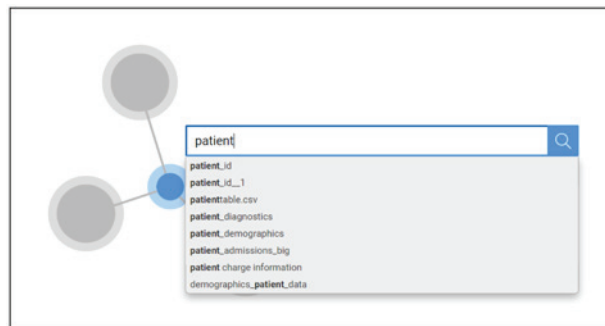 patient
patient_id
patient_id__1
patienttable.csv
patient_diagnostics
patient_demographics
patient_admissions_big
patient charge information
demographics_patient_data